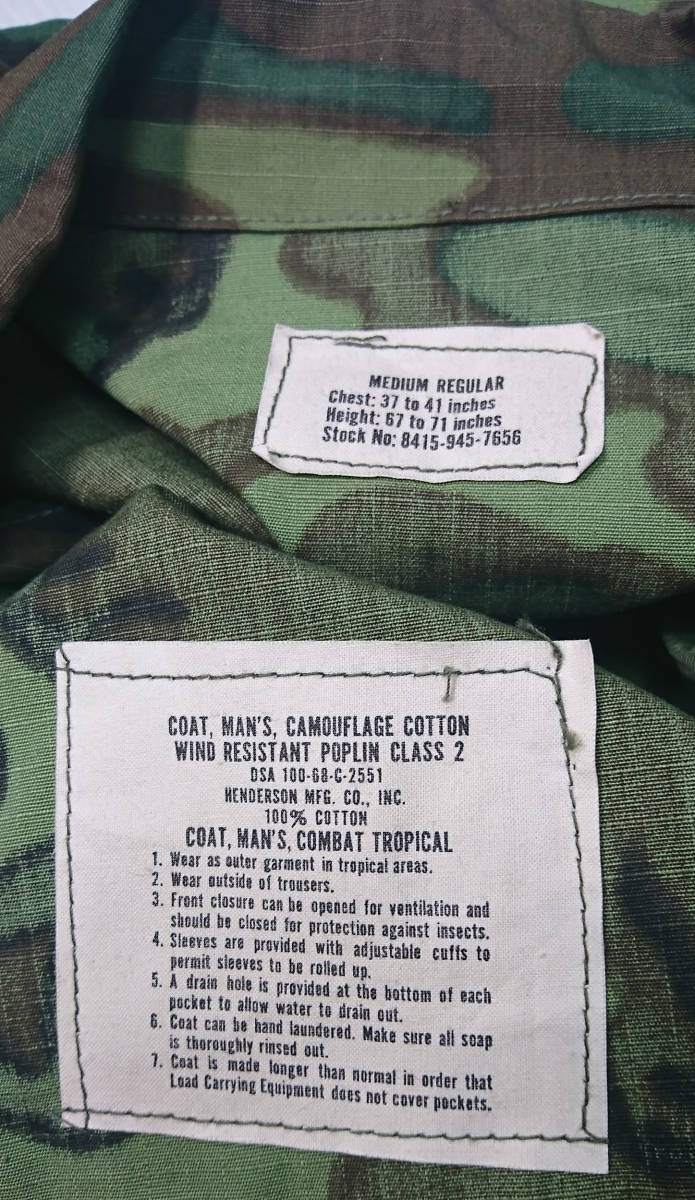 MEDIUM REGULAR
Chest: 37 to 41 inches
Height: 67 to 71 inches
Stock No: 8415-945-7656
COAT, MAN'S, CAMOUFLAGE COTTON
WIND RESISTANT POPLIN CLASS 2
DSA 100-68-C-2551
HENDERSON MFG. CO., INC.
100% COTTON
COAT, MAN'S, COMBAT TROPICAL
1. Wear as outer garment in tropical areas.
2. Wear outside of trousers.
3. Front closure can be opened for ventilation and
should be closed for protection against insects.
4. Sleeves are provided with adjustable cuffs to
permit sleeves to be rolled up.
5. A drain hole is provided at the bottom of each
pocket to allow water to drain out.
6. Coat can be hand laundered. Make sure all soap
is thoroughly rinsed out.
7. Coat is made longer than normal in order that
Load Carrying Equipment does not cover pockets.